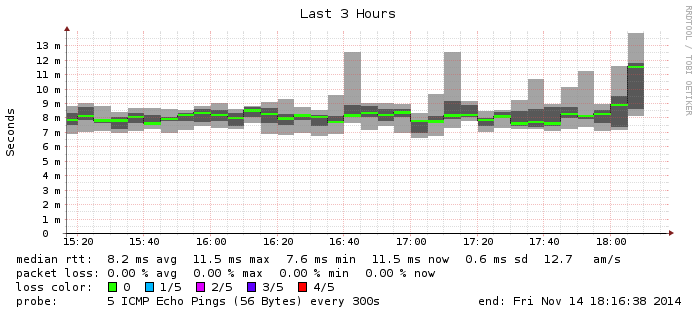 Last 3 Hours
RRDTOOL / TOBI OETIKER
Seconds
13 m
12 m
11 m
10 m
9 m
8 m
7 m
6 m
5 m
4 m
3 m
2 m
1 m
0
15:20 15:40 16:00 16:20 16:40 17:00 17:20 17:40 18:00
median rtt: 8.2 ms avg 11.5 ms max 7.6 ms min 11.5 ms now 0.6 ms sd 12.7 am/s
packet loss: 0.00 % avg 0.00 % max 0.00 % min 0.00 % now
loss color: 0 1/5 2/5 3/5 4/5
probe: 5 ICMP Echo Pings (56 Bytes) every 300s end: Fri Nov 14 18:16:38 2014